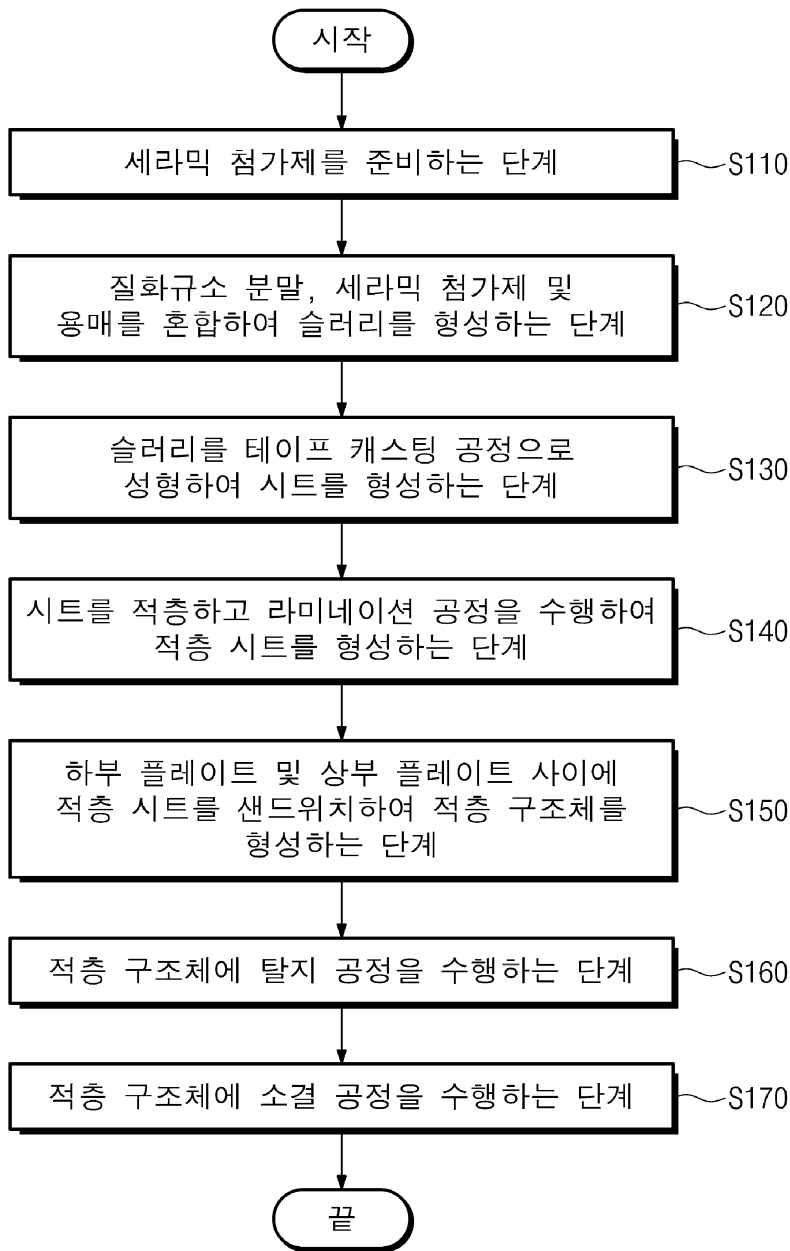 시작
세라믹 첨가제를 준비하는 단계
S110
질화규소 분말, 세라믹 첨가제 및
용매를 혼합하여 슬러리를 형성하는 단계
S120
슬러리를 테이프 캐스팅 공정으로
성형하여 시트를 형성하는 단계
S130
시트를 적층하고 라미네이션 공정을 수행하여
적층 시트를 형성하는 단계
S140
하부 플레이트 및 상부 플레이트 사이에
적층 시트를 샌드위치하여 적층 구조체를
형성하는 단계
S150
적층 구조체에 탈지 공정을 수행하는 단계
S160
적층 구조체에 소결 공정을 수행하는 단계
S170
끝